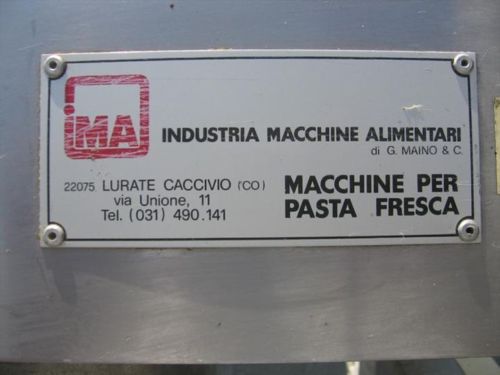 iMA
INDUSTRIA MACCHINE ALIMENTARI
di G. MAINO & C.
22075 LURATE CACCIVIO (CO)
via Unione, 11
Tel. (031) 490.141
MACCHINE PER
PASTA FRESCA